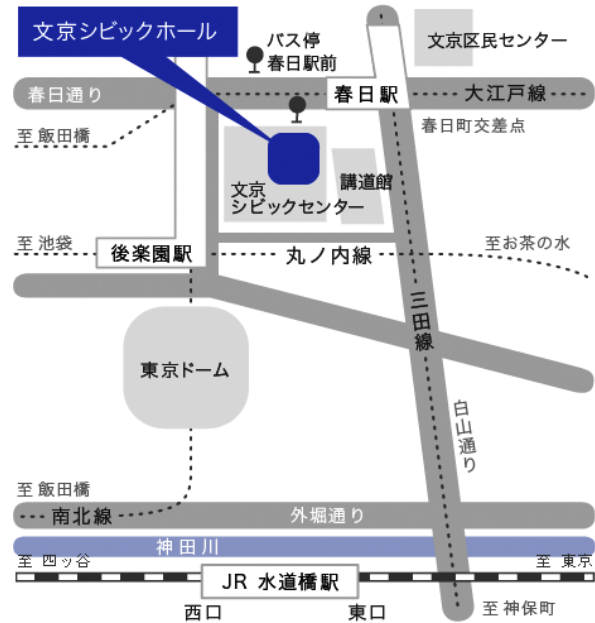 文京シビックホール
バス停
春日駅前
文京区民センター
春日通り
春日駅
大江戸線
至 飯田橋
春日町交差点
講道館
文京
シビックセンター
至 池袋
後楽園駅
丸ノ内線
至お茶の水
三田線
東京ドーム
白山通り
至 飯田橋
南北線
外堀通り
神田川
至 四ッ谷
至 東京
JR 水道橋駅
西口
東口
至 神保町